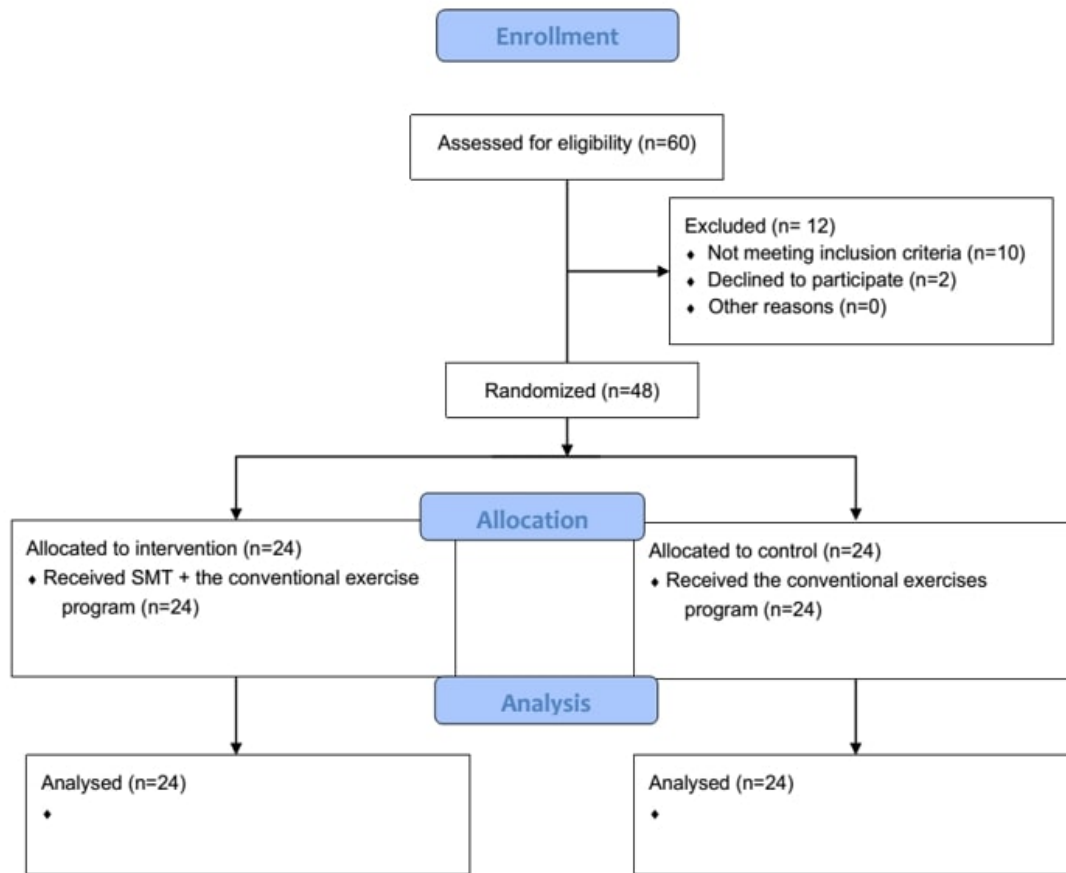 Enrollment
Assessed for eligibility (n=60)
Excluded (n= 12)
♦ Not meeting inclusion criteria (n=10)
♦ Declined to participate (n=2)
♦ Other reasons (n=0)
Randomized (n=48)
Allocation
Allocated to intervention (n=24)
♦ Received SMT + the conventional exercise
program (n=24)
Allocated to control (n=24)
♦ Received the conventional exercises
program (n=24)
Analysis
Analysed (n=24)
♦
Analysed (n=24)
♦